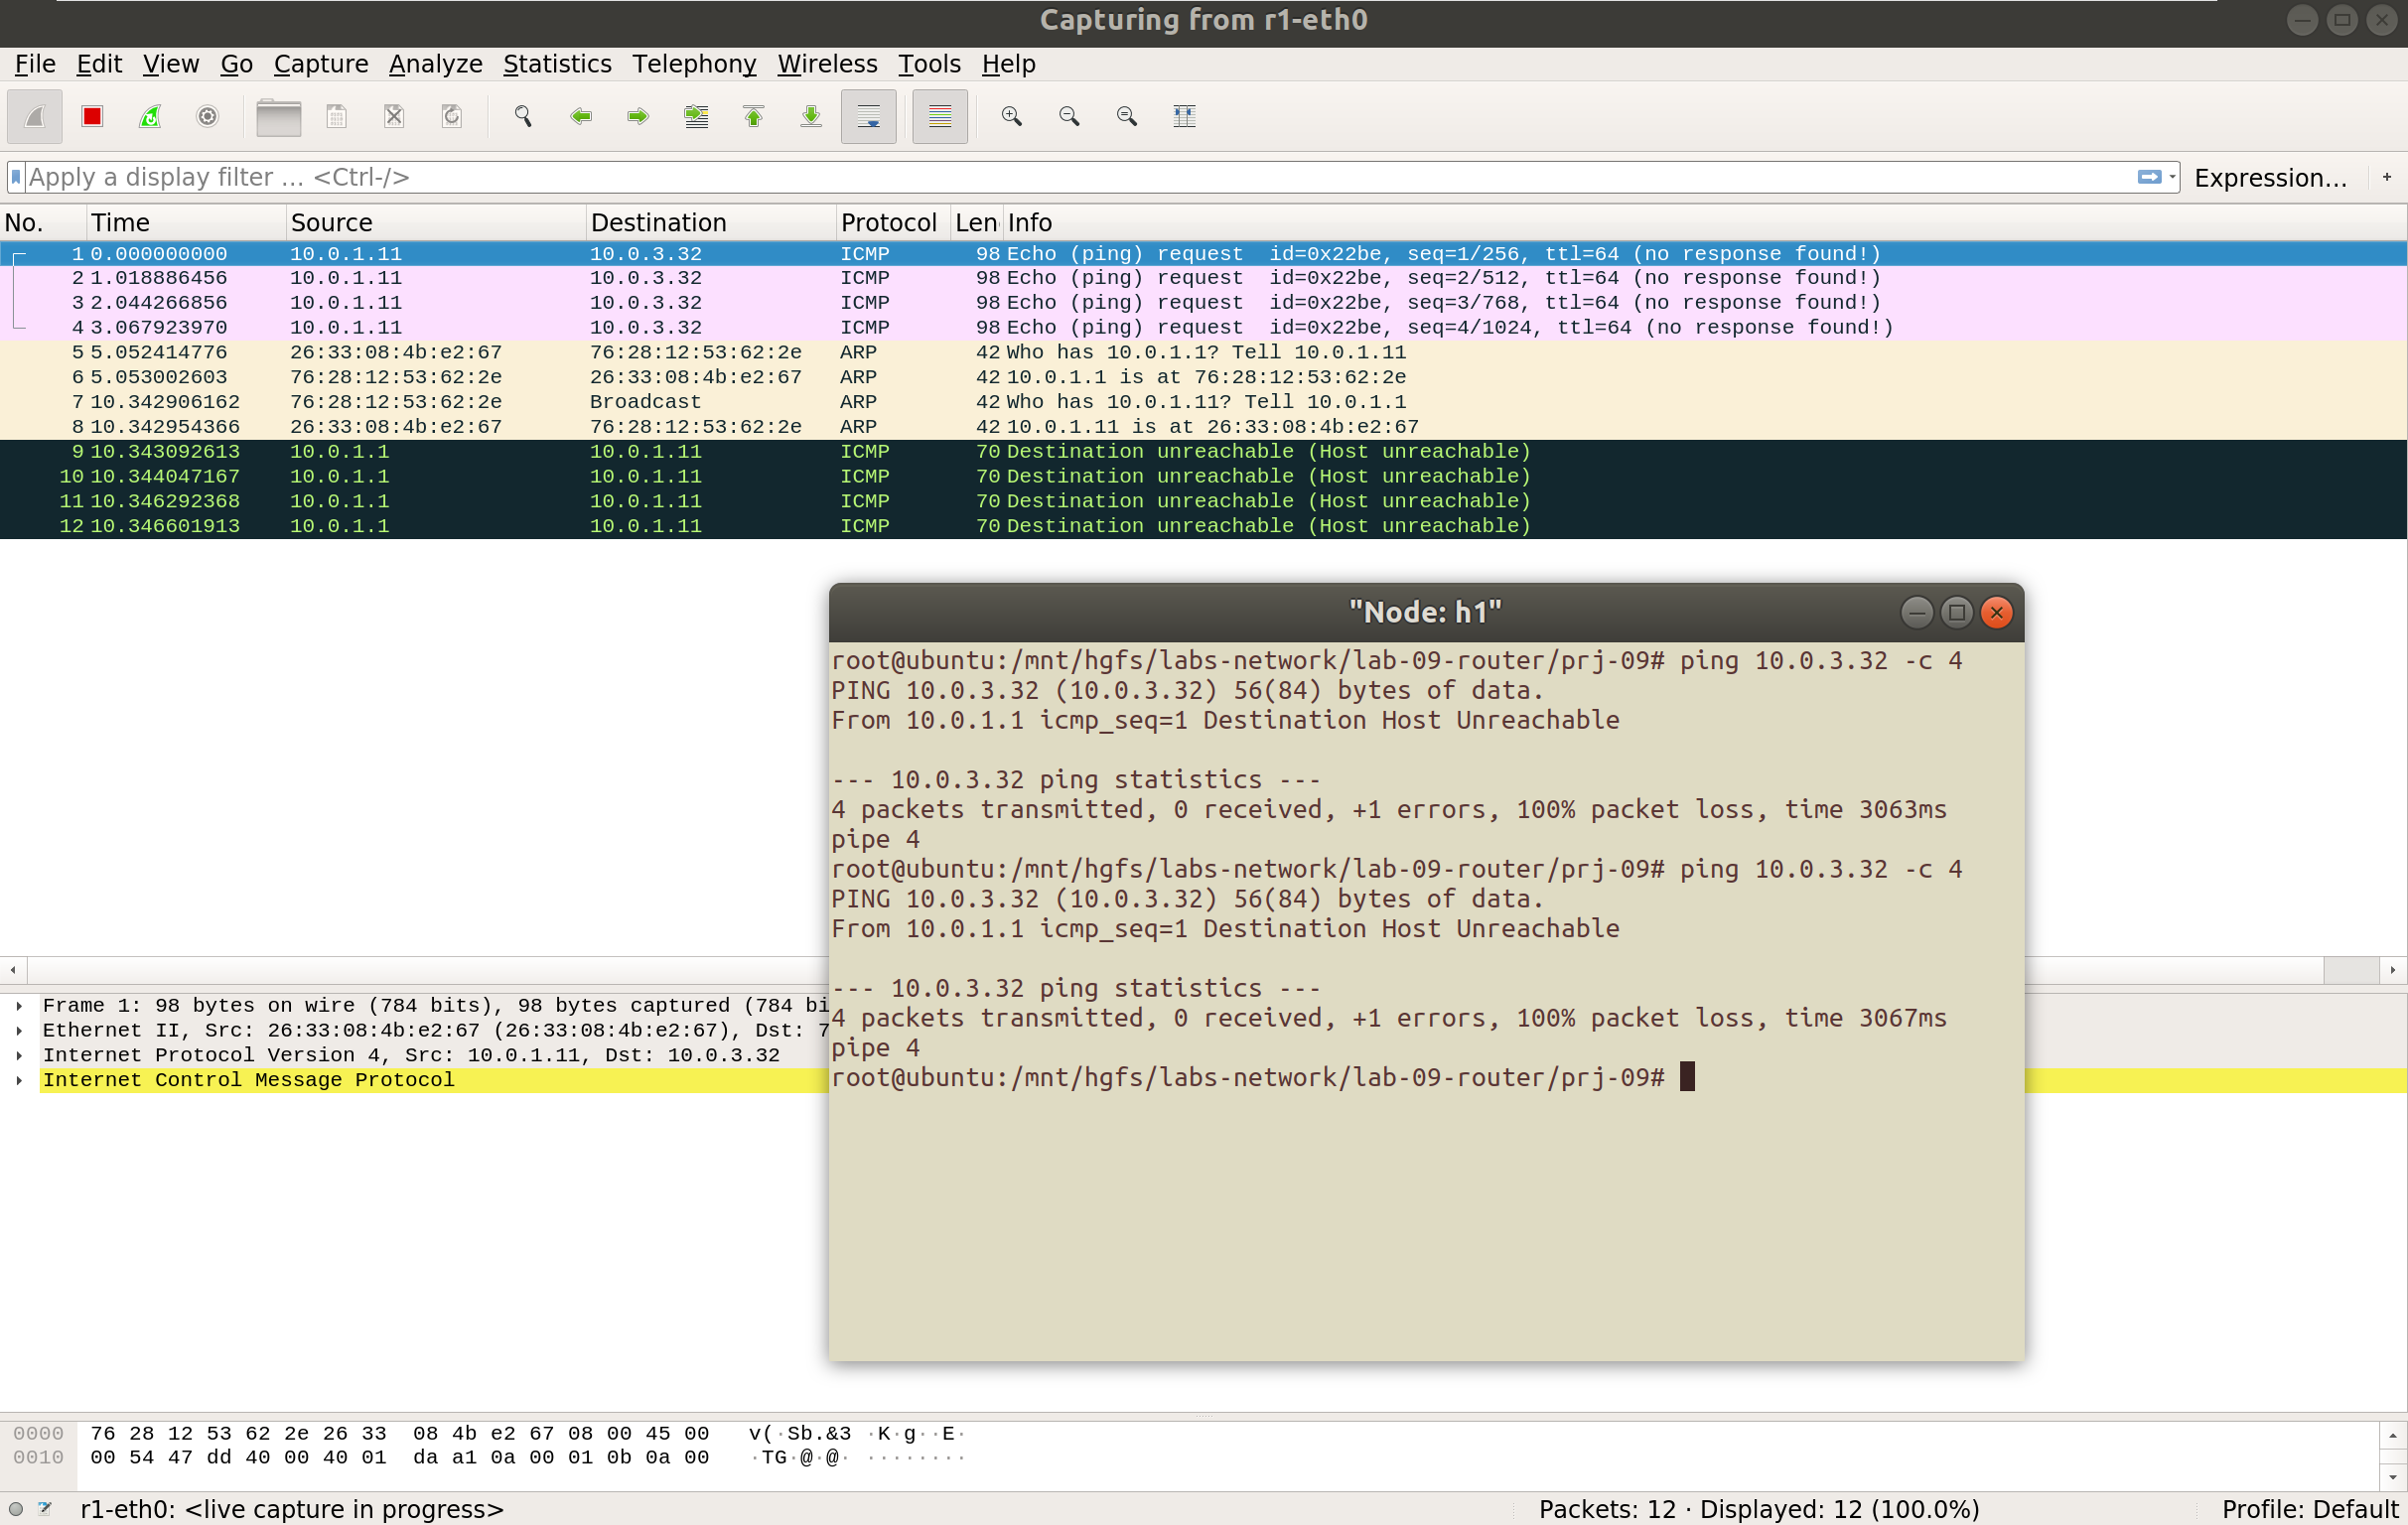 Capturing from r1-eth0
File Edit View Go Capture Analyze Statistics Telephony Wireless Tools Help
Apply a display filter ... <Ctrl-/> Expression... +
No. Time Source Destination Protocol Len Info
1 0.000000000 10.0.1.11 10.0.3.32 ICMP 98 Echo (ping) request id=0x22be, seq=1/256, ttl=64 (no response found!)
2 1.018886456 10.0.1.11 10.0.3.32 ICMP 98 Echo (ping) request id=0x22be, seq=2/512, ttl=64 (no response found!)
3 2.044266856 10.0.1.11 10.0.3.32 ICMP 98 Echo (ping) request id=0x22be, seq=3/768, ttl=64 (no response found!)
4 3.067923970 10.0.1.11 10.0.3.32 ICMP 98 Echo (ping) request id=0x22be, seq=4/1024, ttl=64 (no response found!)
5 5.052414776 26:33:08:4b:e2:67 76:28:12:53:62:2e ARP 42 Who has 10.0.1.1? Tell 10.0.1.11
6 5.053002603 76:28:12:53:62:2e 26:33:08:4b:e2:67 ARP 42 10.0.1.1 is at 76:28:12:53:62:2e
7 10.342906162 76:28:12:53:62:2e Broadcast ARP 42 Who has 10.0.1.11? Tell 10.0.1.1
8 10.342954366 26:33:08:4b:e2:67 76:28:12:53:62:2e ARP 42 10.0.1.11 is at 26:33:08:4b:e2:67
9 10.343092613 10.0.1.1 10.0.1.11 ICMP 70 Destination unreachable (Host unreachable)
10 10.344047167 10.0.1.1 10.0.1.11 ICMP 70 Destination unreachable (Host unreachable)
11 10.346292368 10.0.1.1 10.0.1.11 ICMP 70 Destination unreachable (Host unreachable)
12 10.346601913 10.0.1.1 10.0.1.11 ICMP 70 Destination unreachable (Host unreachable)
"Node: h1"
root@ubuntu:/mnt/hgfs/labs-network/lab-09-router/prj-09# ping 10.0.3.32 -c 4
PING 10.0.3.32 (10.0.3.32) 56(84) bytes of data.
From 10.0.1.1 icmp_seq=1 Destination Host Unreachable
--- 10.0.3.32 ping statistics ---
4 packets transmitted, 0 received, +1 errors, 100% packet loss, time 3063ms
pipe 4
root@ubuntu:/mnt/hgfs/labs-network/lab-09-router/prj-09# ping 10.0.3.32 -c 4
PING 10.0.3.32 (10.0.3.32) 56(84) bytes of data.
From 10.0.1.1 icmp_seq=1 Destination Host Unreachable
--- 10.0.3.32 ping statistics ---
4 packets transmitted, 0 received, +1 errors, 100% packet loss, time 3067ms
pipe 4
root@ubuntu:/mnt/hgfs/labs-network/lab-09-router/prj-09#
Frame 1: 98 bytes on wire (784 bits), 98 bytes captured (784 bi
Ethernet II, Src: 26:33:08:4b:e2:67 (26:33:08:4b:e2:67), Dst: 7
Internet Protocol Version 4, Src: 10.0.1.11, Dst: 10.0.3.32
Internet Control Message Protocol
0000 76 28 12 53 62 2e 26 33 08 4b e2 67 08 00 45 00 v(·Sb.&3 ·K·g··E·
0010 00 54 47 dd 40 00 40 01 da a1 0a 00 01 0b 0a 00 ·TG·@·@· ········
r1-eth0: <live capture in progress> Packets: 12 · Displayed: 12 (100.0%) Profile: Default